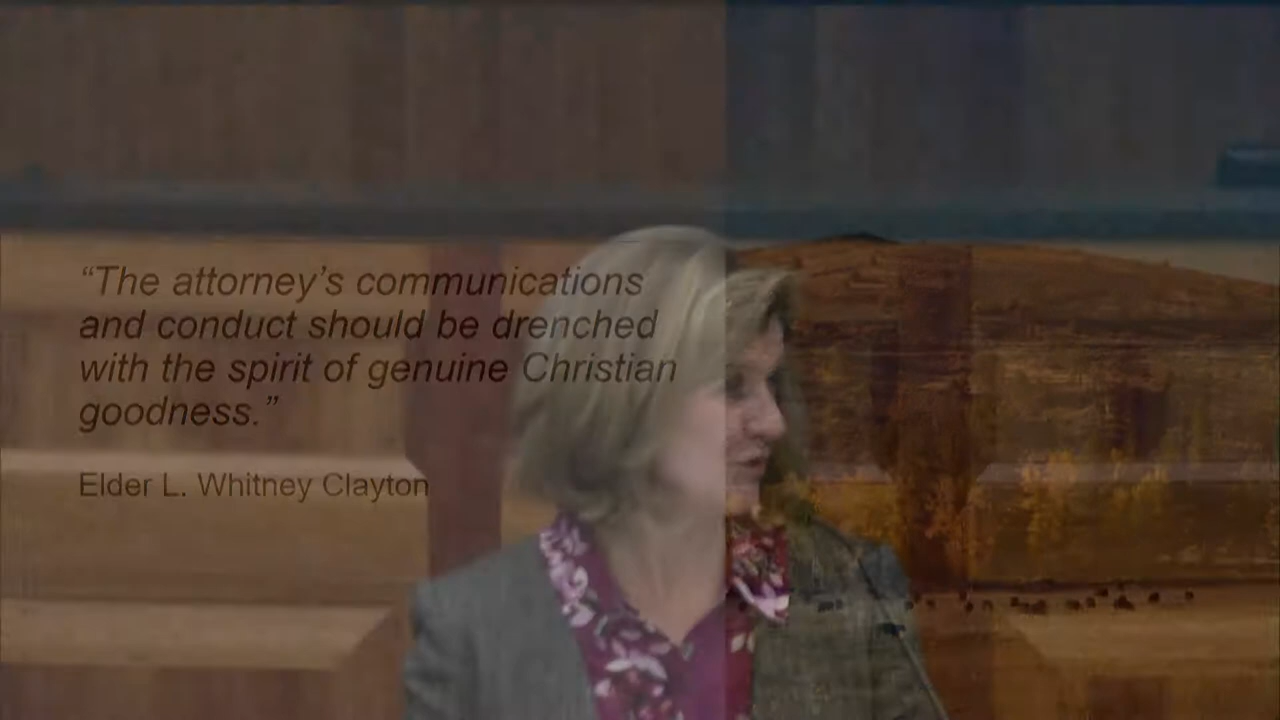 “The attorney’s communications
and conduct should be drenched
with the spirit of genuine Christian
goodness.”
Elder L. Whitney Clayton